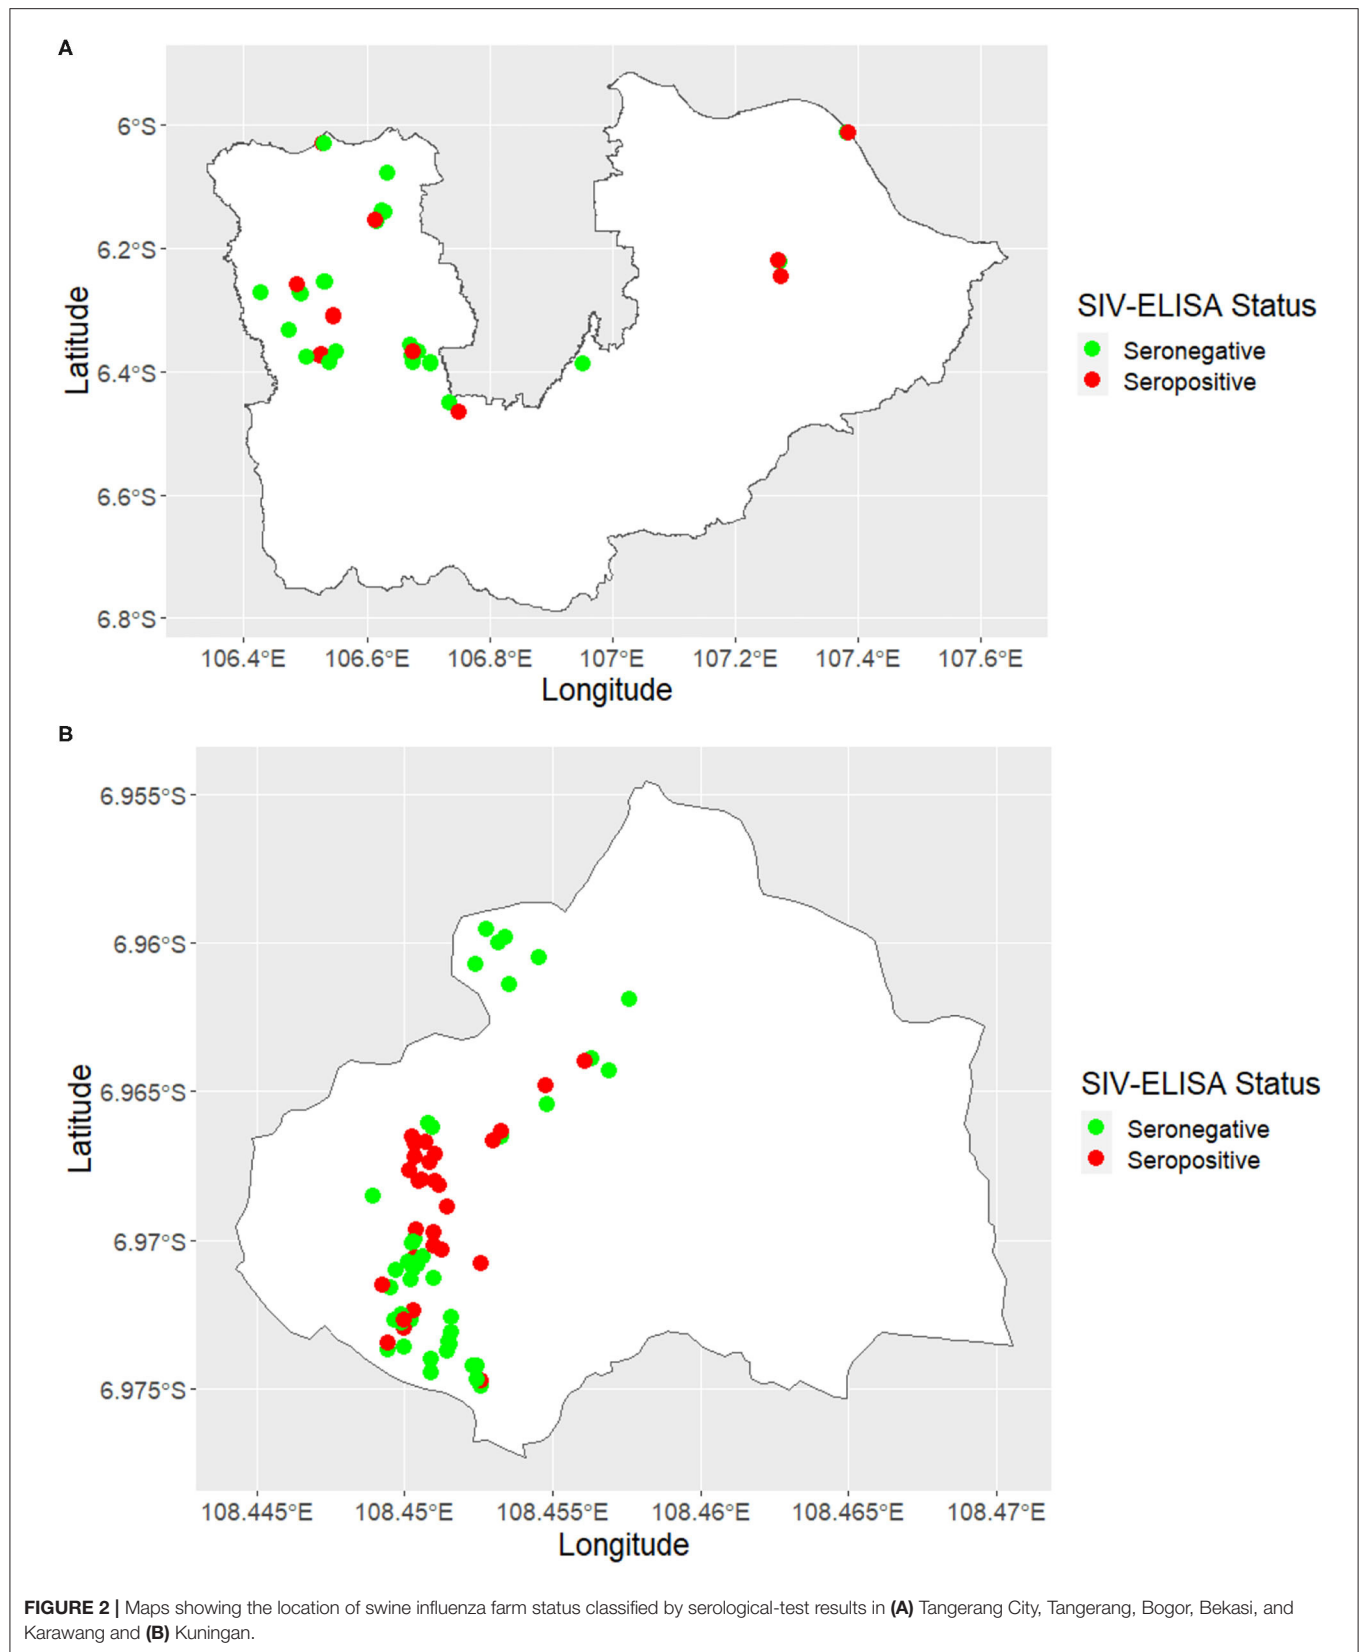 A
6°S
6.2°S
6.4°S
6.6°S
6.8°S
Latitude
106.4°E 106.6°E 106.8°E 107°E 107.2°E 107.4°E 107.6°E
Longitude
SIV-ELISA Status
Seronegative
Seropositive
B
6.955°S
6.96°S
6.965°S
6.97°S
6.975°S
Latitude
108.445°E 108.45°E 108.455°E 108.46°E 108.465°E 108.47°E
Longitude
SIV-ELISA Status
Seronegative
Seropositive
FIGURE 2 | Maps showing the location of swine influenza farm status classified by serological-test results in (A) Tangerang City, Tangerang, Bogor, Bekasi, and
Karawang and (B) Kuningan.